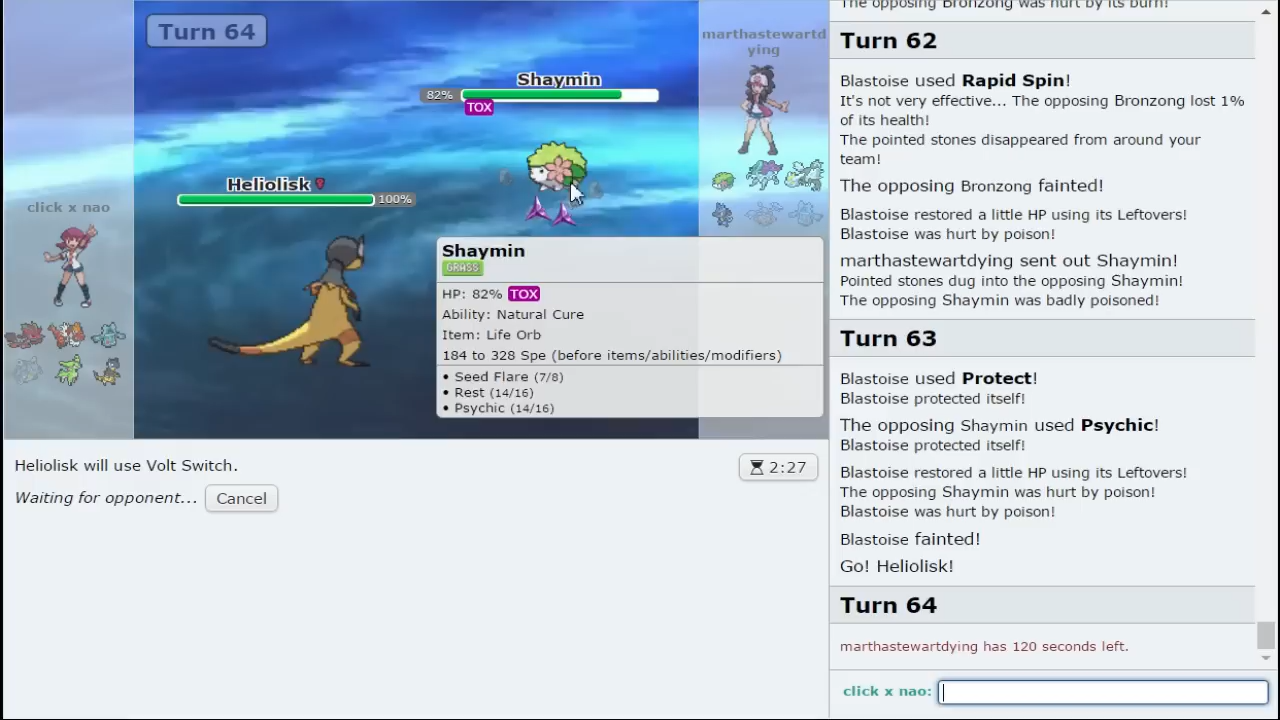 Turn 64
marthastewartd
ying
Shaymin
82%
TOX
Heliolisk
100%
click x nao
Shaymin
GRASS
HP: 82% TOX
Ability: Natural Cure
Item: Life Orb
184 to 328 Spe (before items/abilities/modifiers)
• Seed Flare (7/8)
• Rest (14/16)
• Psychic (14/16)
Heliolisk will use Volt Switch.
2:27
Waiting for opponent... Cancel
The opposing Bronzong was hurt by its burn!
Turn 62
Blastoise used Rapid Spin!
It's not very effective... The opposing Bronzong lost 1%
of its health!
The pointed stones disappeared from around your
team!
The opposing Bronzong fainted!
Blastoise restored a little HP using its Leftovers!
Blastoise was hurt by poison!
marthastewartdying sent out Shaymin!
Pointed stones dug into the opposing Shaymin!
The opposing Shaymin was badly poisoned!
Turn 63
Blastoise used Protect!
Blastoise protected itself!
The opposing Shaymin used Psychic!
Blastoise protected itself!
Blastoise restored a little HP using its Leftovers!
The opposing Shaymin was hurt by poison!
Blastoise was hurt by poison!
Blastoise fainted!
Go! Heliolisk!
Turn 64
marthastewartdying has 120 seconds left.
click x nao: